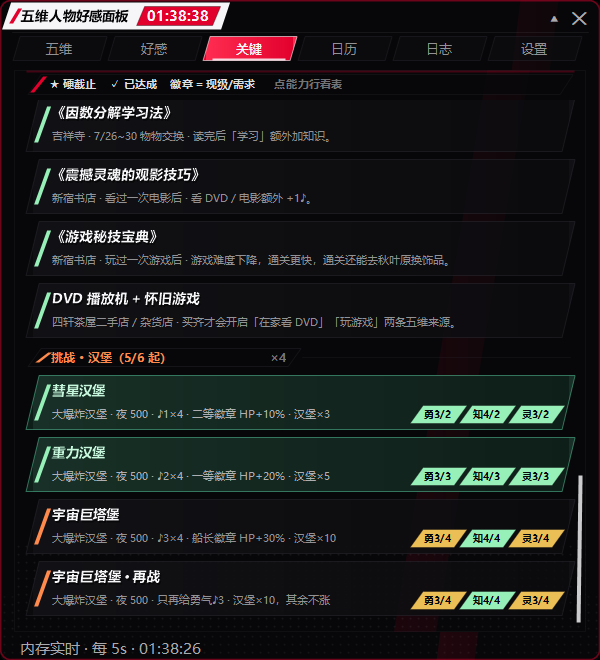 五维人物好感面板 01:38:38
五维 好感 关键 日历 日志 设置
★ 硬截止 ✓ 已达成 徽章 = 现级/需求 点能力行看表
《因数分解学习法》
吉祥寺 · 7/26~30 物物交换 · 读完后「学习」额外加知识。
《震撼灵魂的观影技巧》
新宿书店 · 看过一次电影后 · 看 DVD / 电影额外 +1♪。
《游戏秘技宝典》
新宿书店 · 玩过一次游戏后 · 游戏难度下降，通关更快，通关还能去秋叶原换饰品。
DVD 播放机 + 怀旧游戏
四轩茶屋二手店 / 杂货店 · 买齐才会开启「在家看 DVD」「玩游戏」两条五维来源。
挑战 · 汉堡（5/6 起） ×4
彗星汉堡
大爆炸汉堡 · 夜 500 · ♪1×4 · 二等徽章 HP+10% · 汉堡×3 勇3/2 知4/2 灵3/2
重力汉堡
大爆炸汉堡 · 夜 500 · ♪2×4 · 一等徽章 HP+20% · 汉堡×5 勇3/3 知4/3 灵3/3
宇宙巨塔堡
大爆炸汉堡 · 夜 500 · ♪3×4 · 船长徽章 HP+30% · 汉堡×10 勇3/4 知4/4 灵3/4
宇宙巨塔堡 · 再战
大爆炸汉堡 · 夜 500 · 只再给勇气♪3 · 汉堡×10，其余不涨 勇3/4 知4/4 灵3/4
内存实时 · 每 5s · 01:38:26